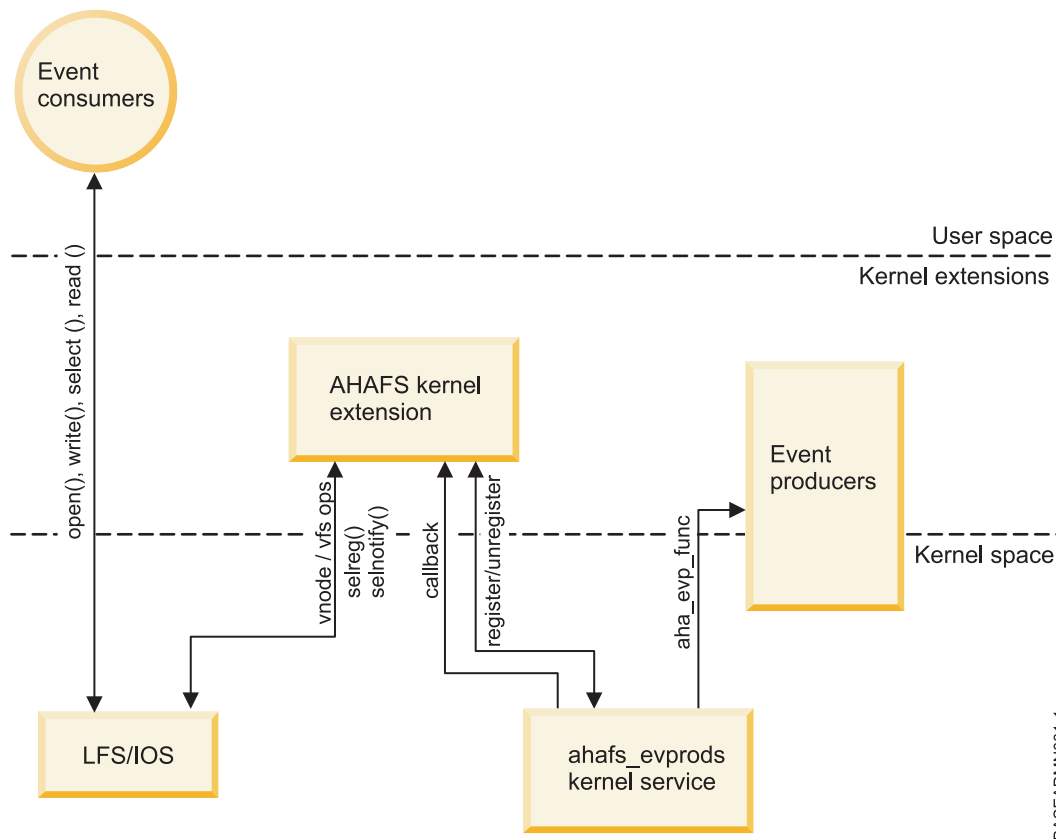 Event
consumers
User space
Kernel extensions
open(), write(), select (), read ()
AHAFS kernel
extension
Event
producers
vnode / vfs ops
selreg()
selnotify()
callback
register/unregister
aha_evp_func
Kernel space
LFS/IOS
ahafs_evprods
kernel service